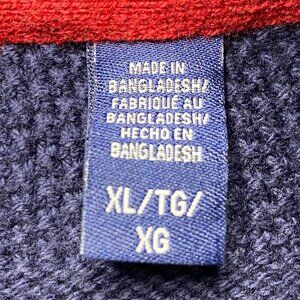 MADE IN
BANGLADESH/
FABRIQUÉ AU
BANGLADESH/
HECHO EN
BANGLADESH
XL/TG/
XG